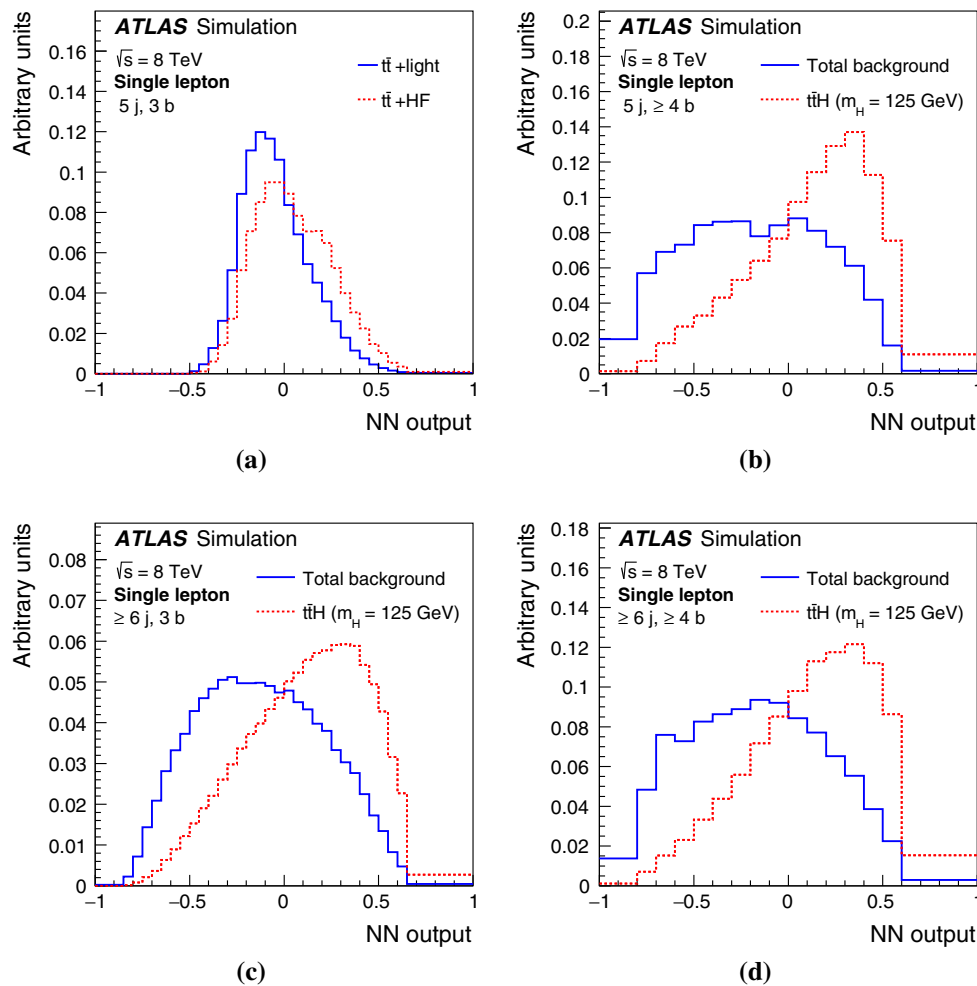 ATLAS Simulation
√s = 8 TeV
Single lepton
5 j, 3 b
tt̄ +light
tt̄ +HF
Arbitrary units
0.16
0.14
0.12
0.1
0.08
0.06
0.04
0.02
0
−1 −0.5 0 0.5 1
NN output
(a)
ATLAS Simulation
√s = 8 TeV
Single lepton
5 j, ≥ 4 b
Total background
tt̄H (m_H = 125 GeV)
Arbitrary units
0.2
0.18
0.16
0.14
0.12
0.1
0.08
0.06
0.04
0.02
0
−1 −0.5 0 0.5 1
NN output
(b)
ATLAS Simulation
√s = 8 TeV
Single lepton
≥ 6 j, 3 b
Total background
tt̄H (m_H = 125 GeV)
Arbitrary units
0.08
0.07
0.06
0.05
0.04
0.03
0.02
0.01
0
−1 −0.5 0 0.5 1
NN output
(c)
ATLAS Simulation
√s = 8 TeV
Single lepton
≥ 6 j, ≥ 4 b
Total background
tt̄H (m_H = 125 GeV)
Arbitrary units
0.18
0.16
0.14
0.12
0.1
0.08
0.06
0.04
0.02
0
−1 −0.5 0 0.5 1
NN output
(d)